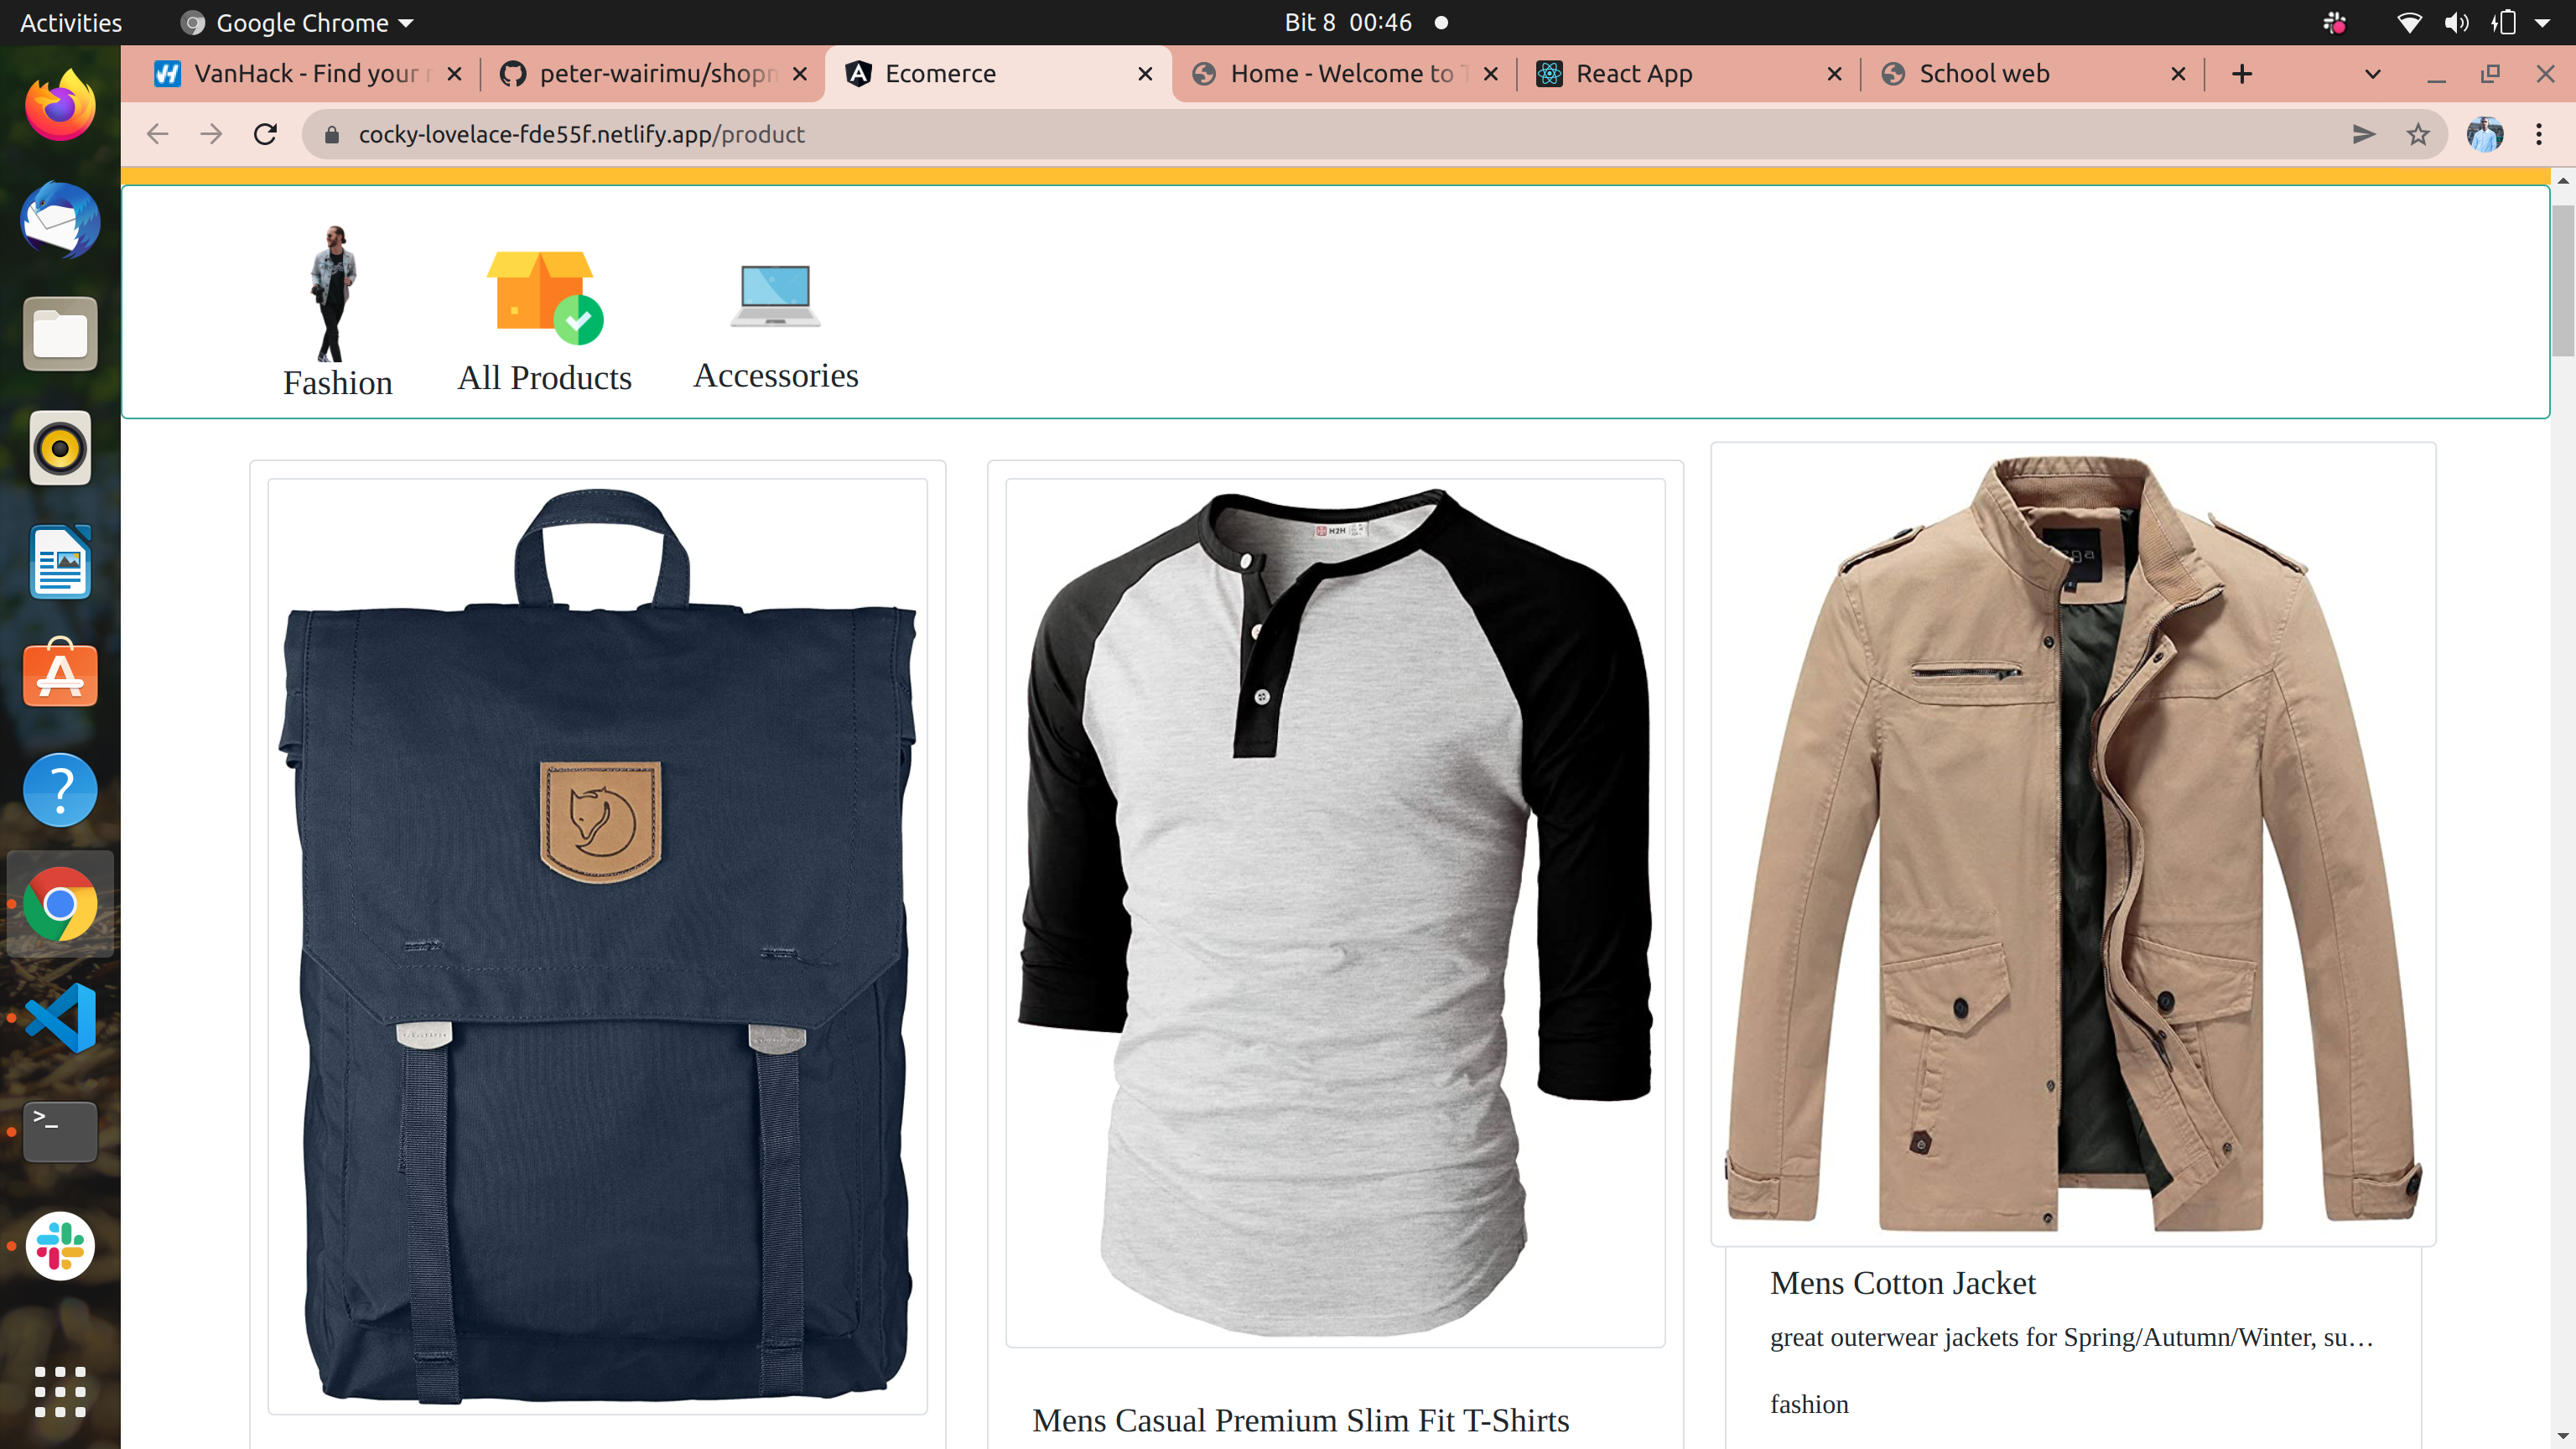 Activities
Google Chrome
Bit 8 00:46
VanHack - Find your
peter-wairimu/shop
Ecomerce
Home - Welcome to
React App
School web
cocky-lovelace-fde55f.netlify.app/product
Fashion
All Products
Accessories
H2H
Mens Cotton Jacket
great outerwear jackets for Spring/Autumn/Winter, su…
fashion
Mens Casual Premium Slim Fit T-Shirts